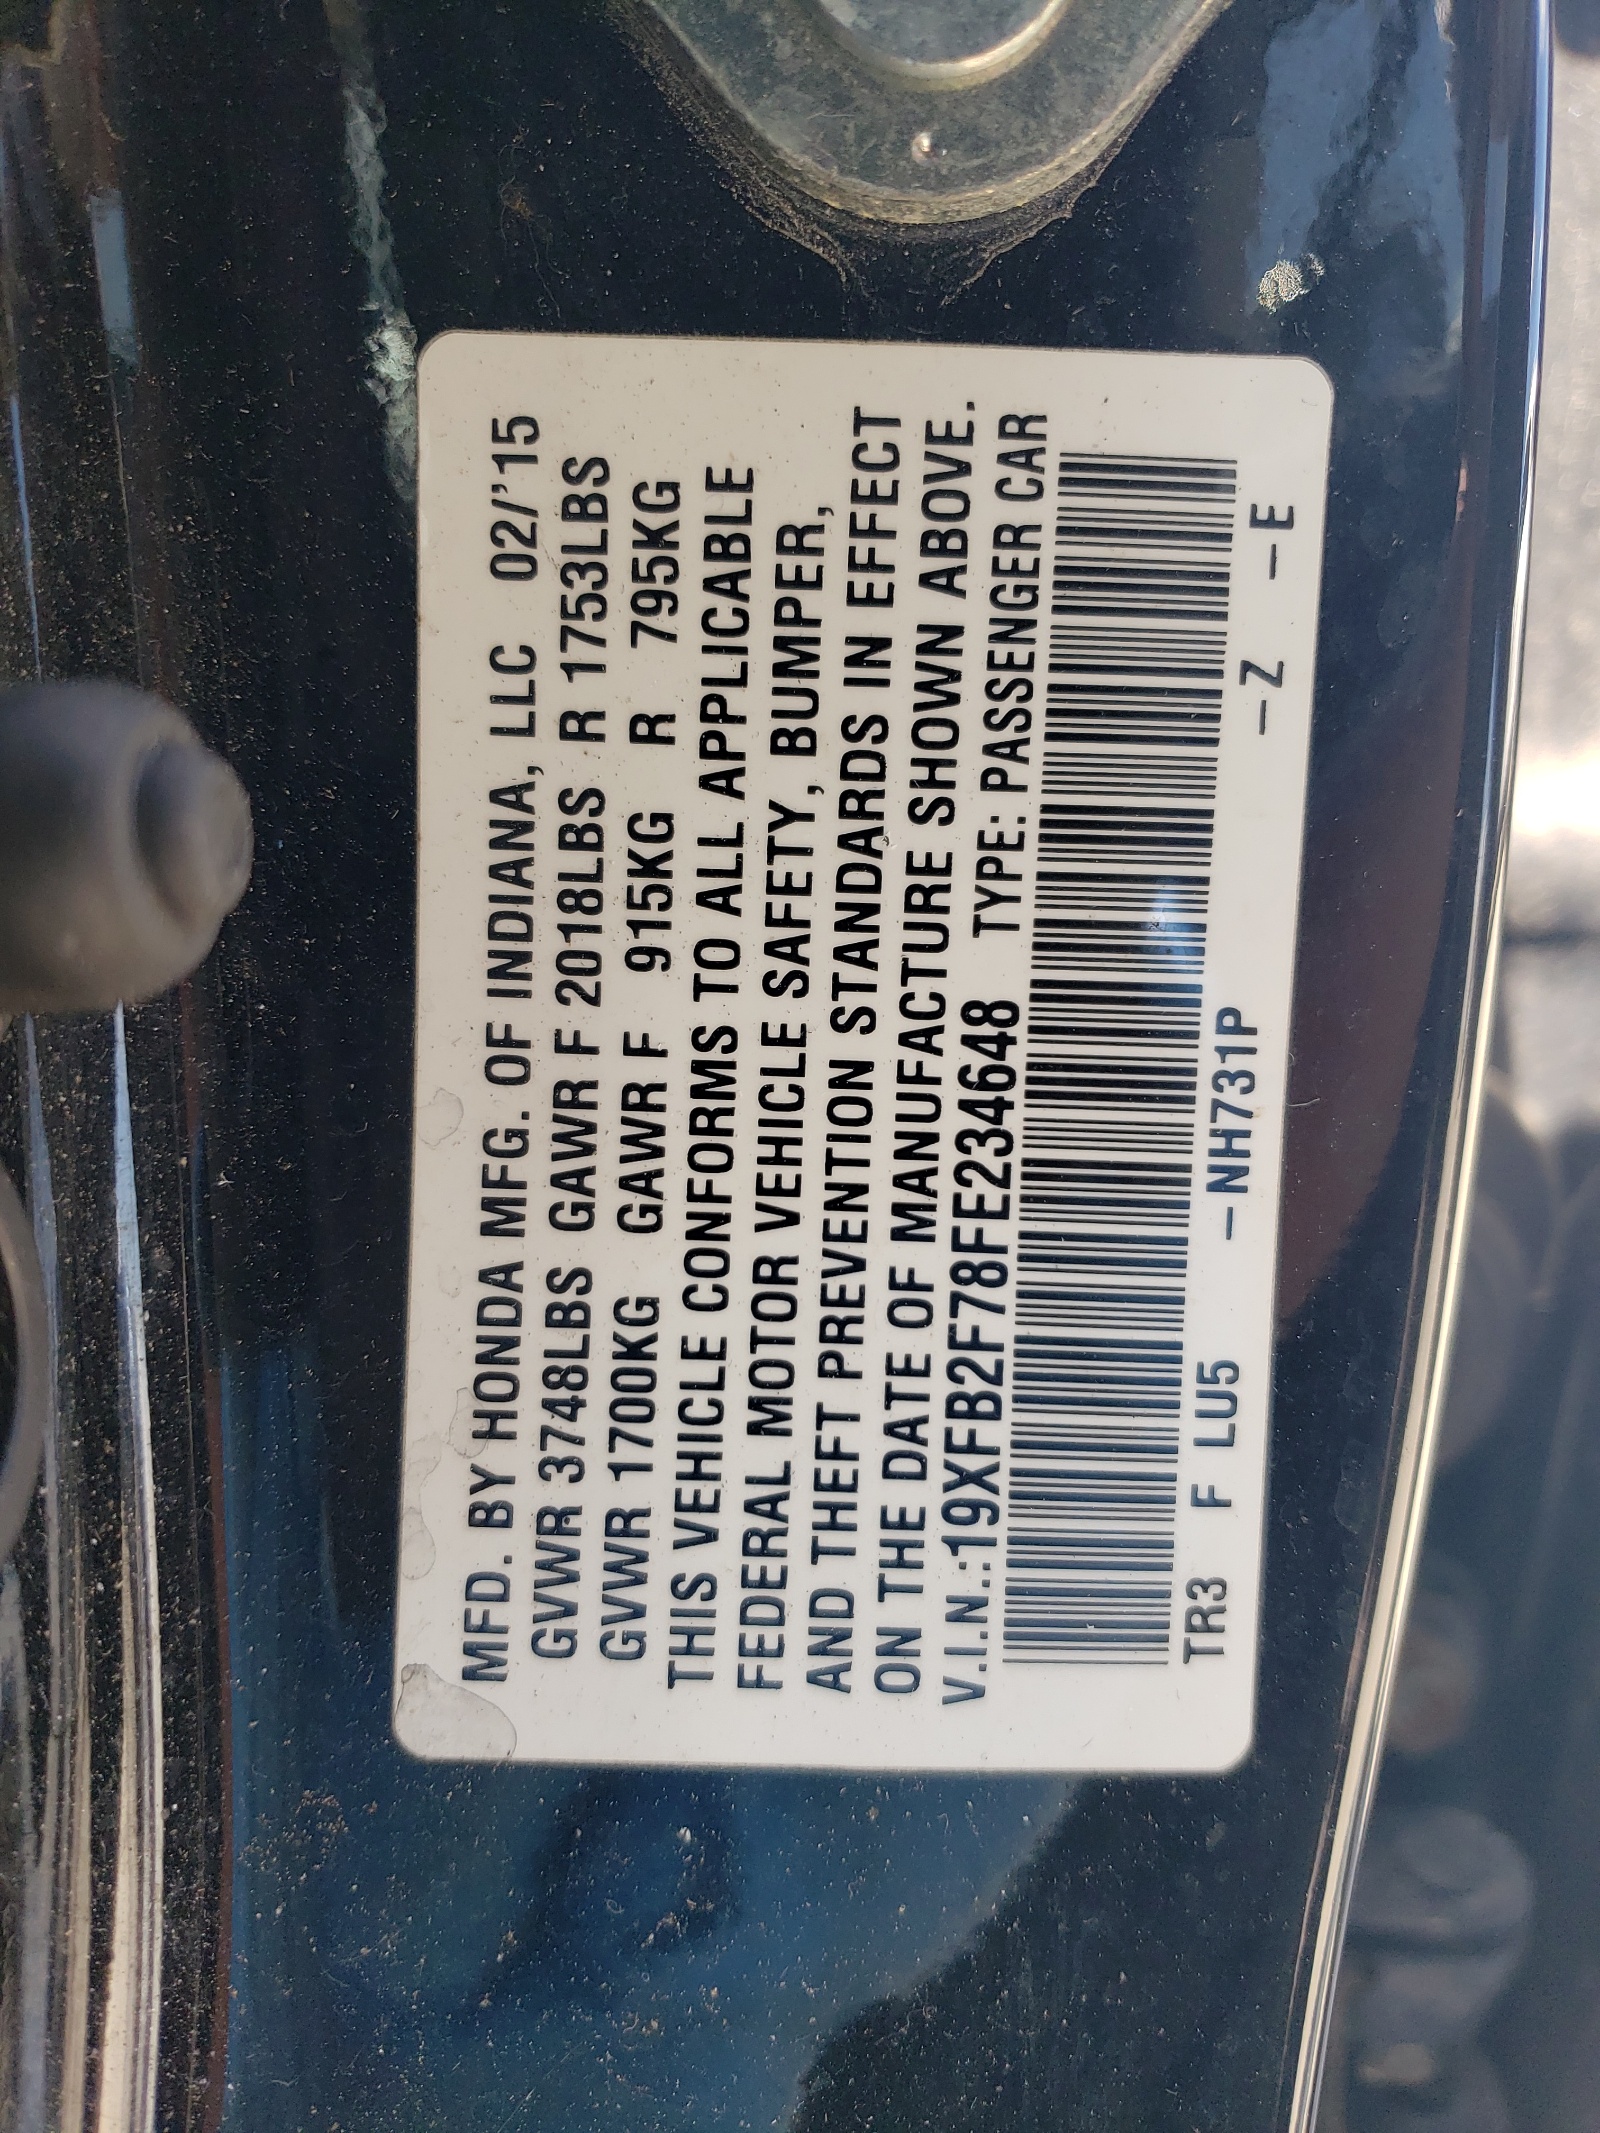 MFD. BY HONDA MFG. OF INDIANA, LLC 02/'15
GVWR 3748LBS GAWR F 2018LBS R 1753LBS
GVWR 1700KG GAWR F 915KG R 795KG
THIS VEHICLE CONFORMS TO ALL APPLICABLE
FEDERAL MOTOR VEHICLE SAFETY, BUMPER,
AND THEFT PREVENTION STANDARDS IN EFFECT
ON THE DATE OF MANUFACTURE SHOWN ABOVE.
V.I.N.:19XFB2F78FE234648 TYPE: PASSENGER CAR
TR3 F LU5 –NH731P –Z –E